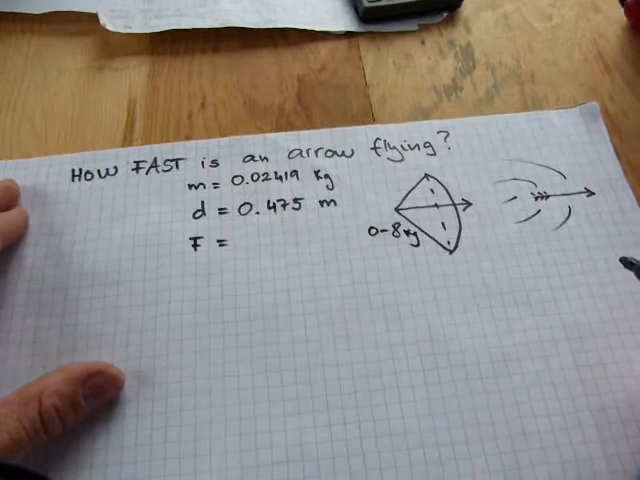 How FAST is an arrow flying?
m = 0.02419 kg
d = 0.475 m
F =
0-8kg